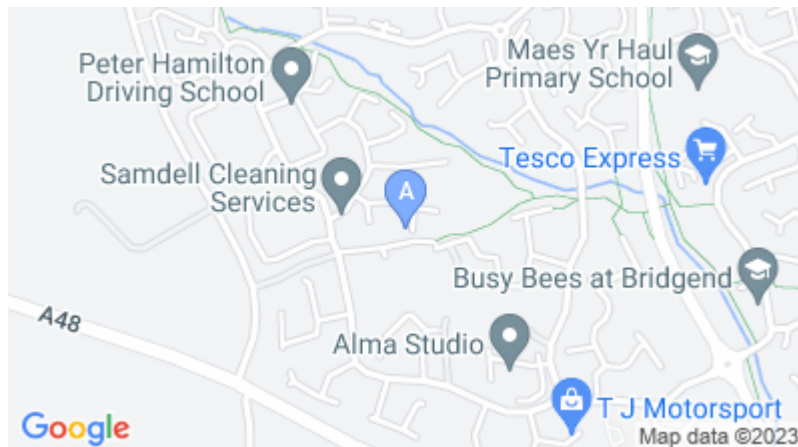 Peter Hamilton
Driving School
Maes Yr Haul
Primary School
Tesco Express
Samdell Cleaning
Services
A
Busy Bees at Bridgend
A48
Alma Studio
T J Motorsport
Google
Map data ©2023